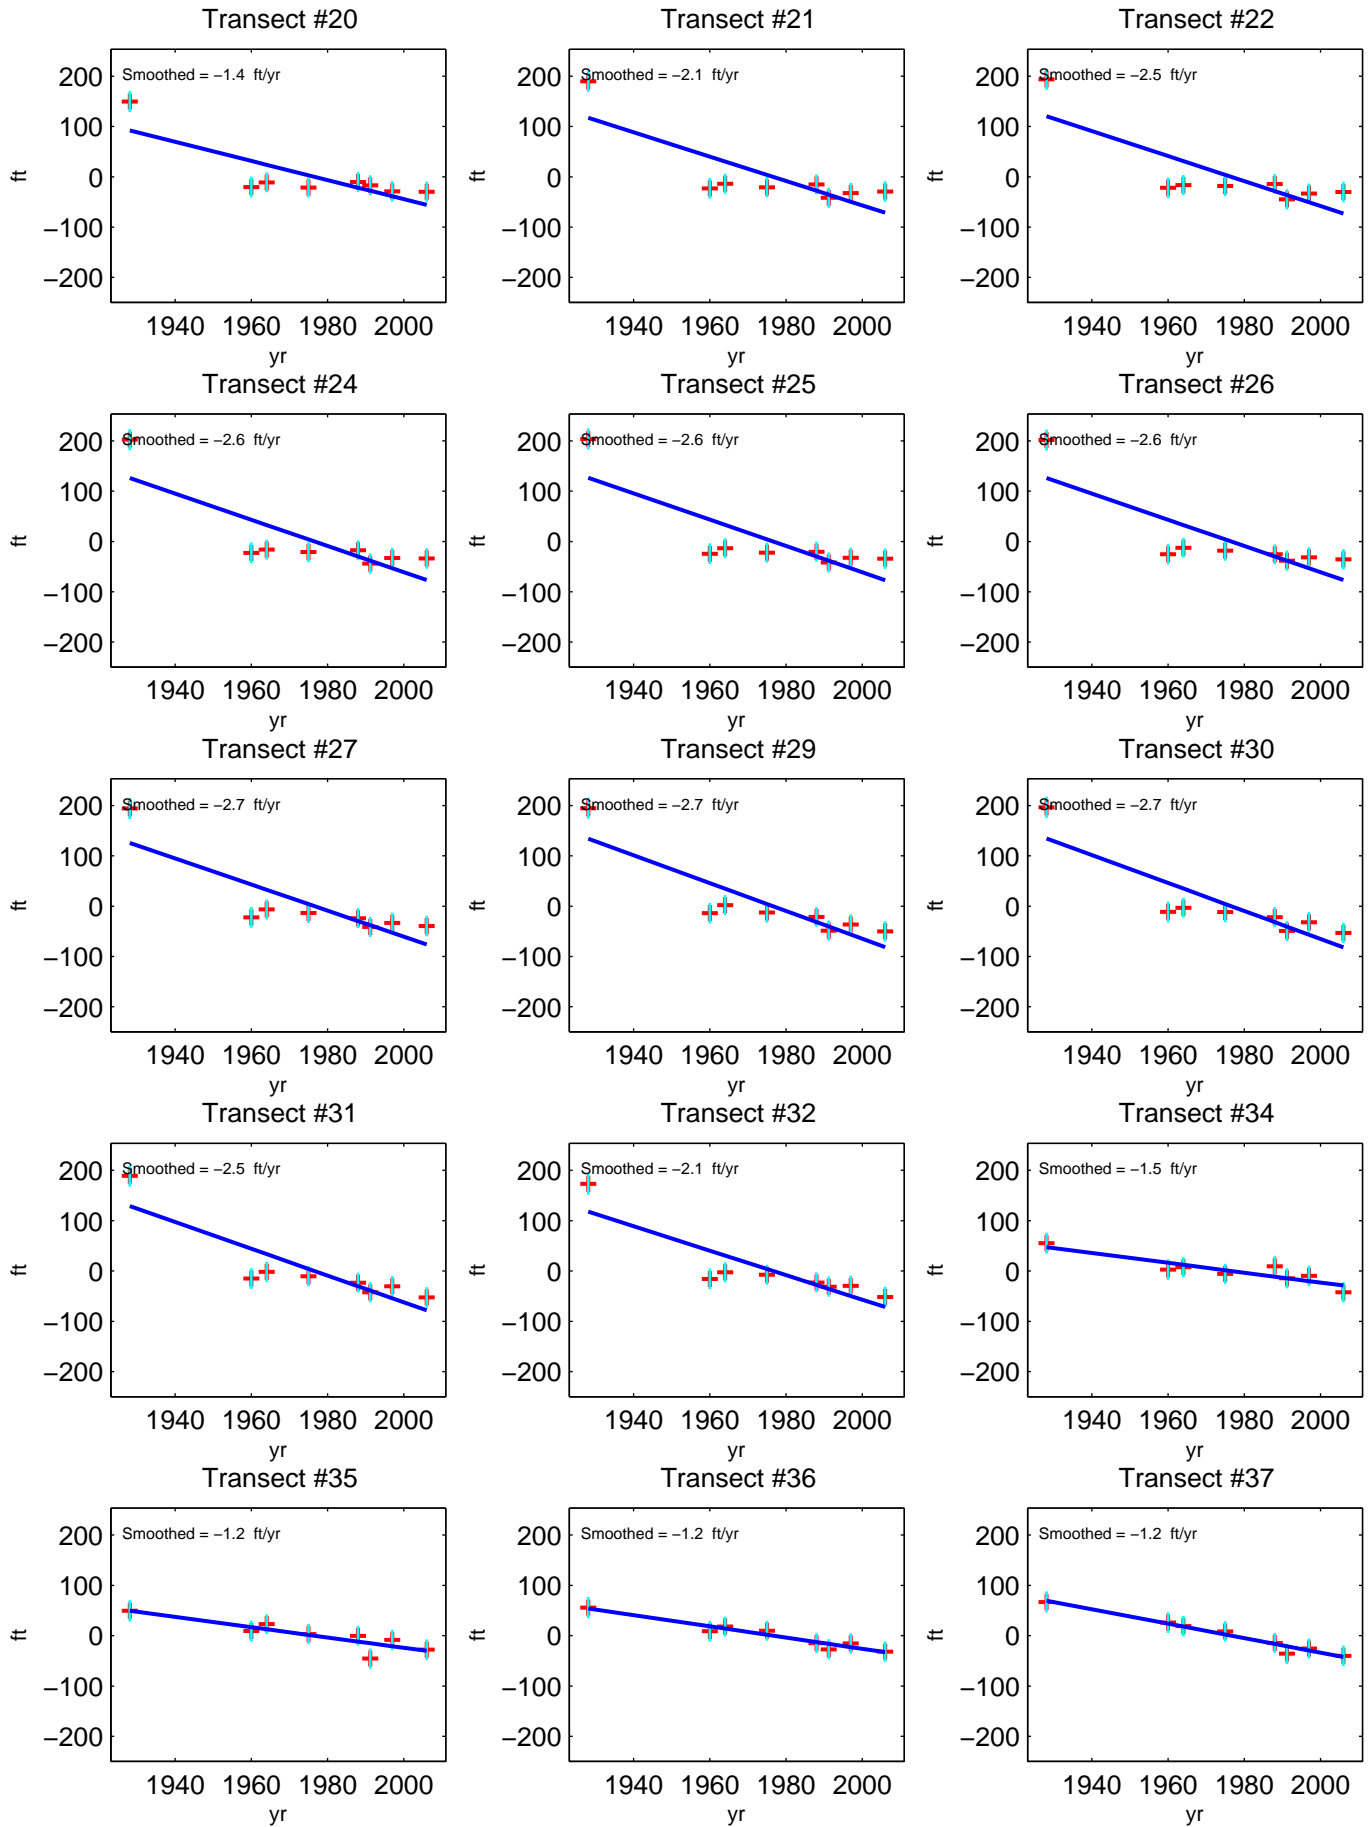 Transect #20 Transect #21 Transect #22
Smoothed = −1.4 ft/yr Smoothed = −2.1 ft/yr Smoothed = −2.5 ft/yr
200 200 200
100 100 100
0 0 0
ft ft ft
−100 −100 −100
−200 −200 −200
1940 1960 1980 2000 1940 1960 1980 2000 1940 1960 1980 2000
yr yr yr
Transect #24 Transect #25 Transect #26
Smoothed = −2.6 ft/yr Smoothed = −2.6 ft/yr Smoothed = −2.6 ft/yr
200 200 200
100 100 100
0 0 0
ft ft ft
−100 −100 −100
−200 −200 −200
1940 1960 1980 2000 1940 1960 1980 2000 1940 1960 1980 2000
yr yr yr
Transect #27 Transect #29 Transect #30
Smoothed = −2.7 ft/yr Smoothed = −2.7 ft/yr Smoothed = −2.7 ft/yr
200 200 200
100 100 100
0 0 0
ft ft ft
−100 −100 −100
−200 −200 −200
1940 1960 1980 2000 1940 1960 1980 2000 1940 1960 1980 2000
yr yr yr
Transect #31 Transect #32 Transect #34
Smoothed = −2.5 ft/yr Smoothed = −2.1 ft/yr Smoothed = −1.5 ft/yr
200 200 200
100 100 100
0 0 0
ft ft ft
−100 −100 −100
−200 −200 −200
1940 1960 1980 2000 1940 1960 1980 2000 1940 1960 1980 2000
yr yr yr
Transect #35 Transect #36 Transect #37
Smoothed = −1.2 ft/yr Smoothed = −1.2 ft/yr Smoothed = −1.2 ft/yr
200 200 200
100 100 100
0 0 0
ft ft ft
−100 −100 −100
−200 −200 −200
1940 1960 1980 2000 1940 1960 1980 2000 1940 1960 1980 2000
yr yr yr